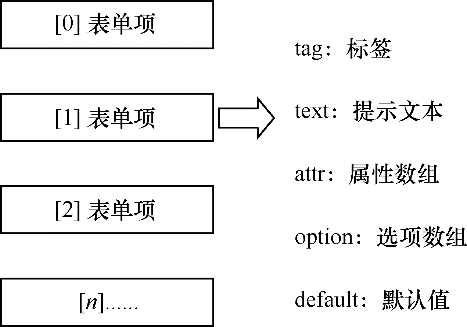 [0] 表单项
[1] 表单项
[2] 表单项
[n]......
tag：标签
text：提示文本
attr：属性数组
option：选项数组
default：默认值